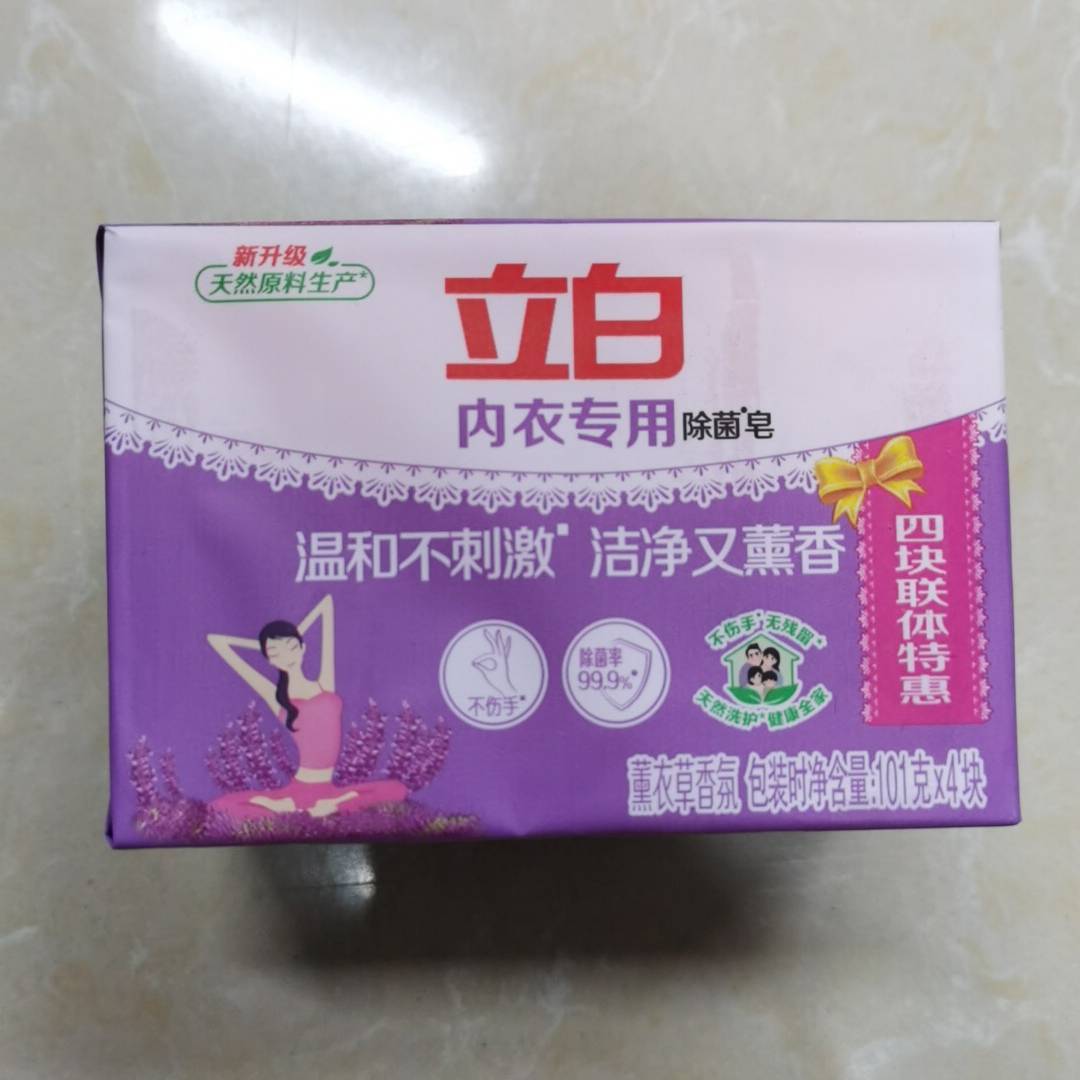 新升级
天然原料生产*
立白
内衣专用除菌*皂
温和不刺激* 洁净又薰香
四块联体特惠
不伤手*
除菌率
99.9%*
不伤手*无残留*
天然洗护*健康全家
薰衣草香氛 包装时净含量:101克x4块